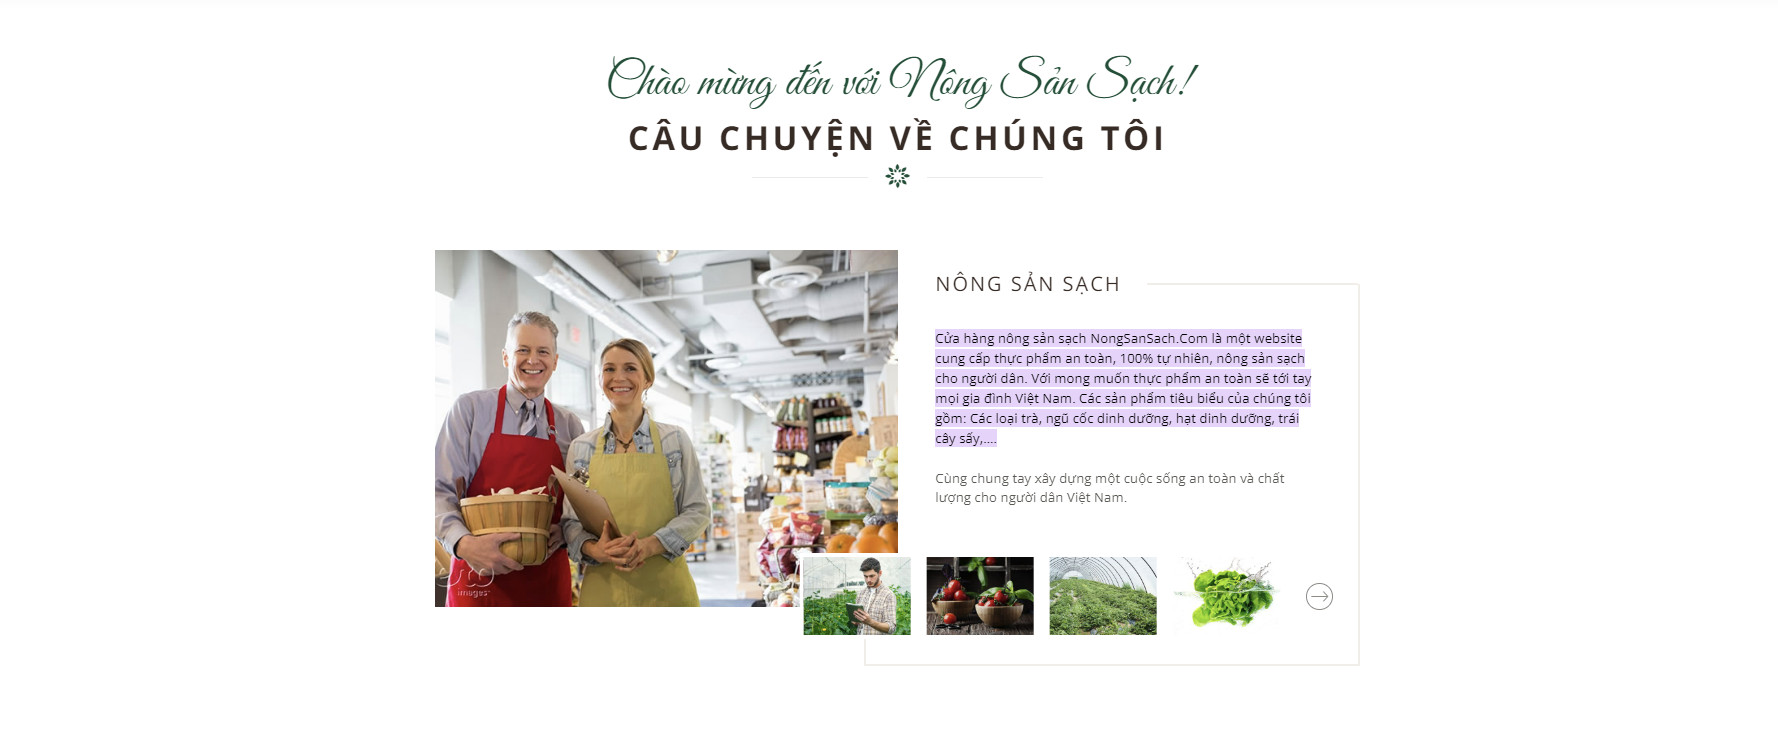 Chào mừng đến với Nông Sản Sạch!
CÂU CHUYỆN VỀ CHÚNG TÔI
NÔNG SẢN SẠCH
Cửa hàng nông sản sạch NongSanSach.Com là một website
cung cấp thực phẩm an toàn, 100% tự nhiên, nông sản sạch
cho người dân. Với mong muốn thực phẩm an toàn sẽ tới tay
mọi gia đình Việt Nam. Các sản phẩm tiêu biểu của chúng tôi
gồm: Các loại trà, ngũ cốc dinh dưỡng, hạt dinh dưỡng, trái
cây sấy,....
Cùng chung tay xây dựng một cuộc sống an toàn và chất
lượng cho người dân Việt Nam.
images